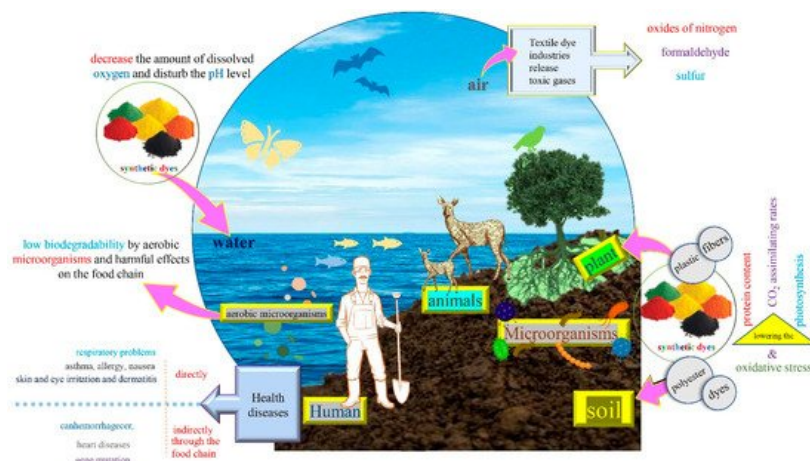 decrease the amount of dissolved
oxygen and disturb the pH level
synthetic dyes
air
Textile dye
industries
release
toxic gases
oxides of nitrogen
formaldehyde
sulfur
water
low biodegradability by aerobic
microorganisms and harmful effects
on the food chain
aerobic microorganisms
animals
plant
Microorganisms
soil
Human
plastic
fibers
synthetic dyes
polyester
dyes
protein content
CO₂ assimilating rates
photosynthesis
lowering the
&
oxidative stress
Health
diseases
directly
respiratory problems
asthma, allergy, nausea
skin and eye irritation and dermatitis
indirectly
through the
food chain
canhemorrhagecer,
heart diseases